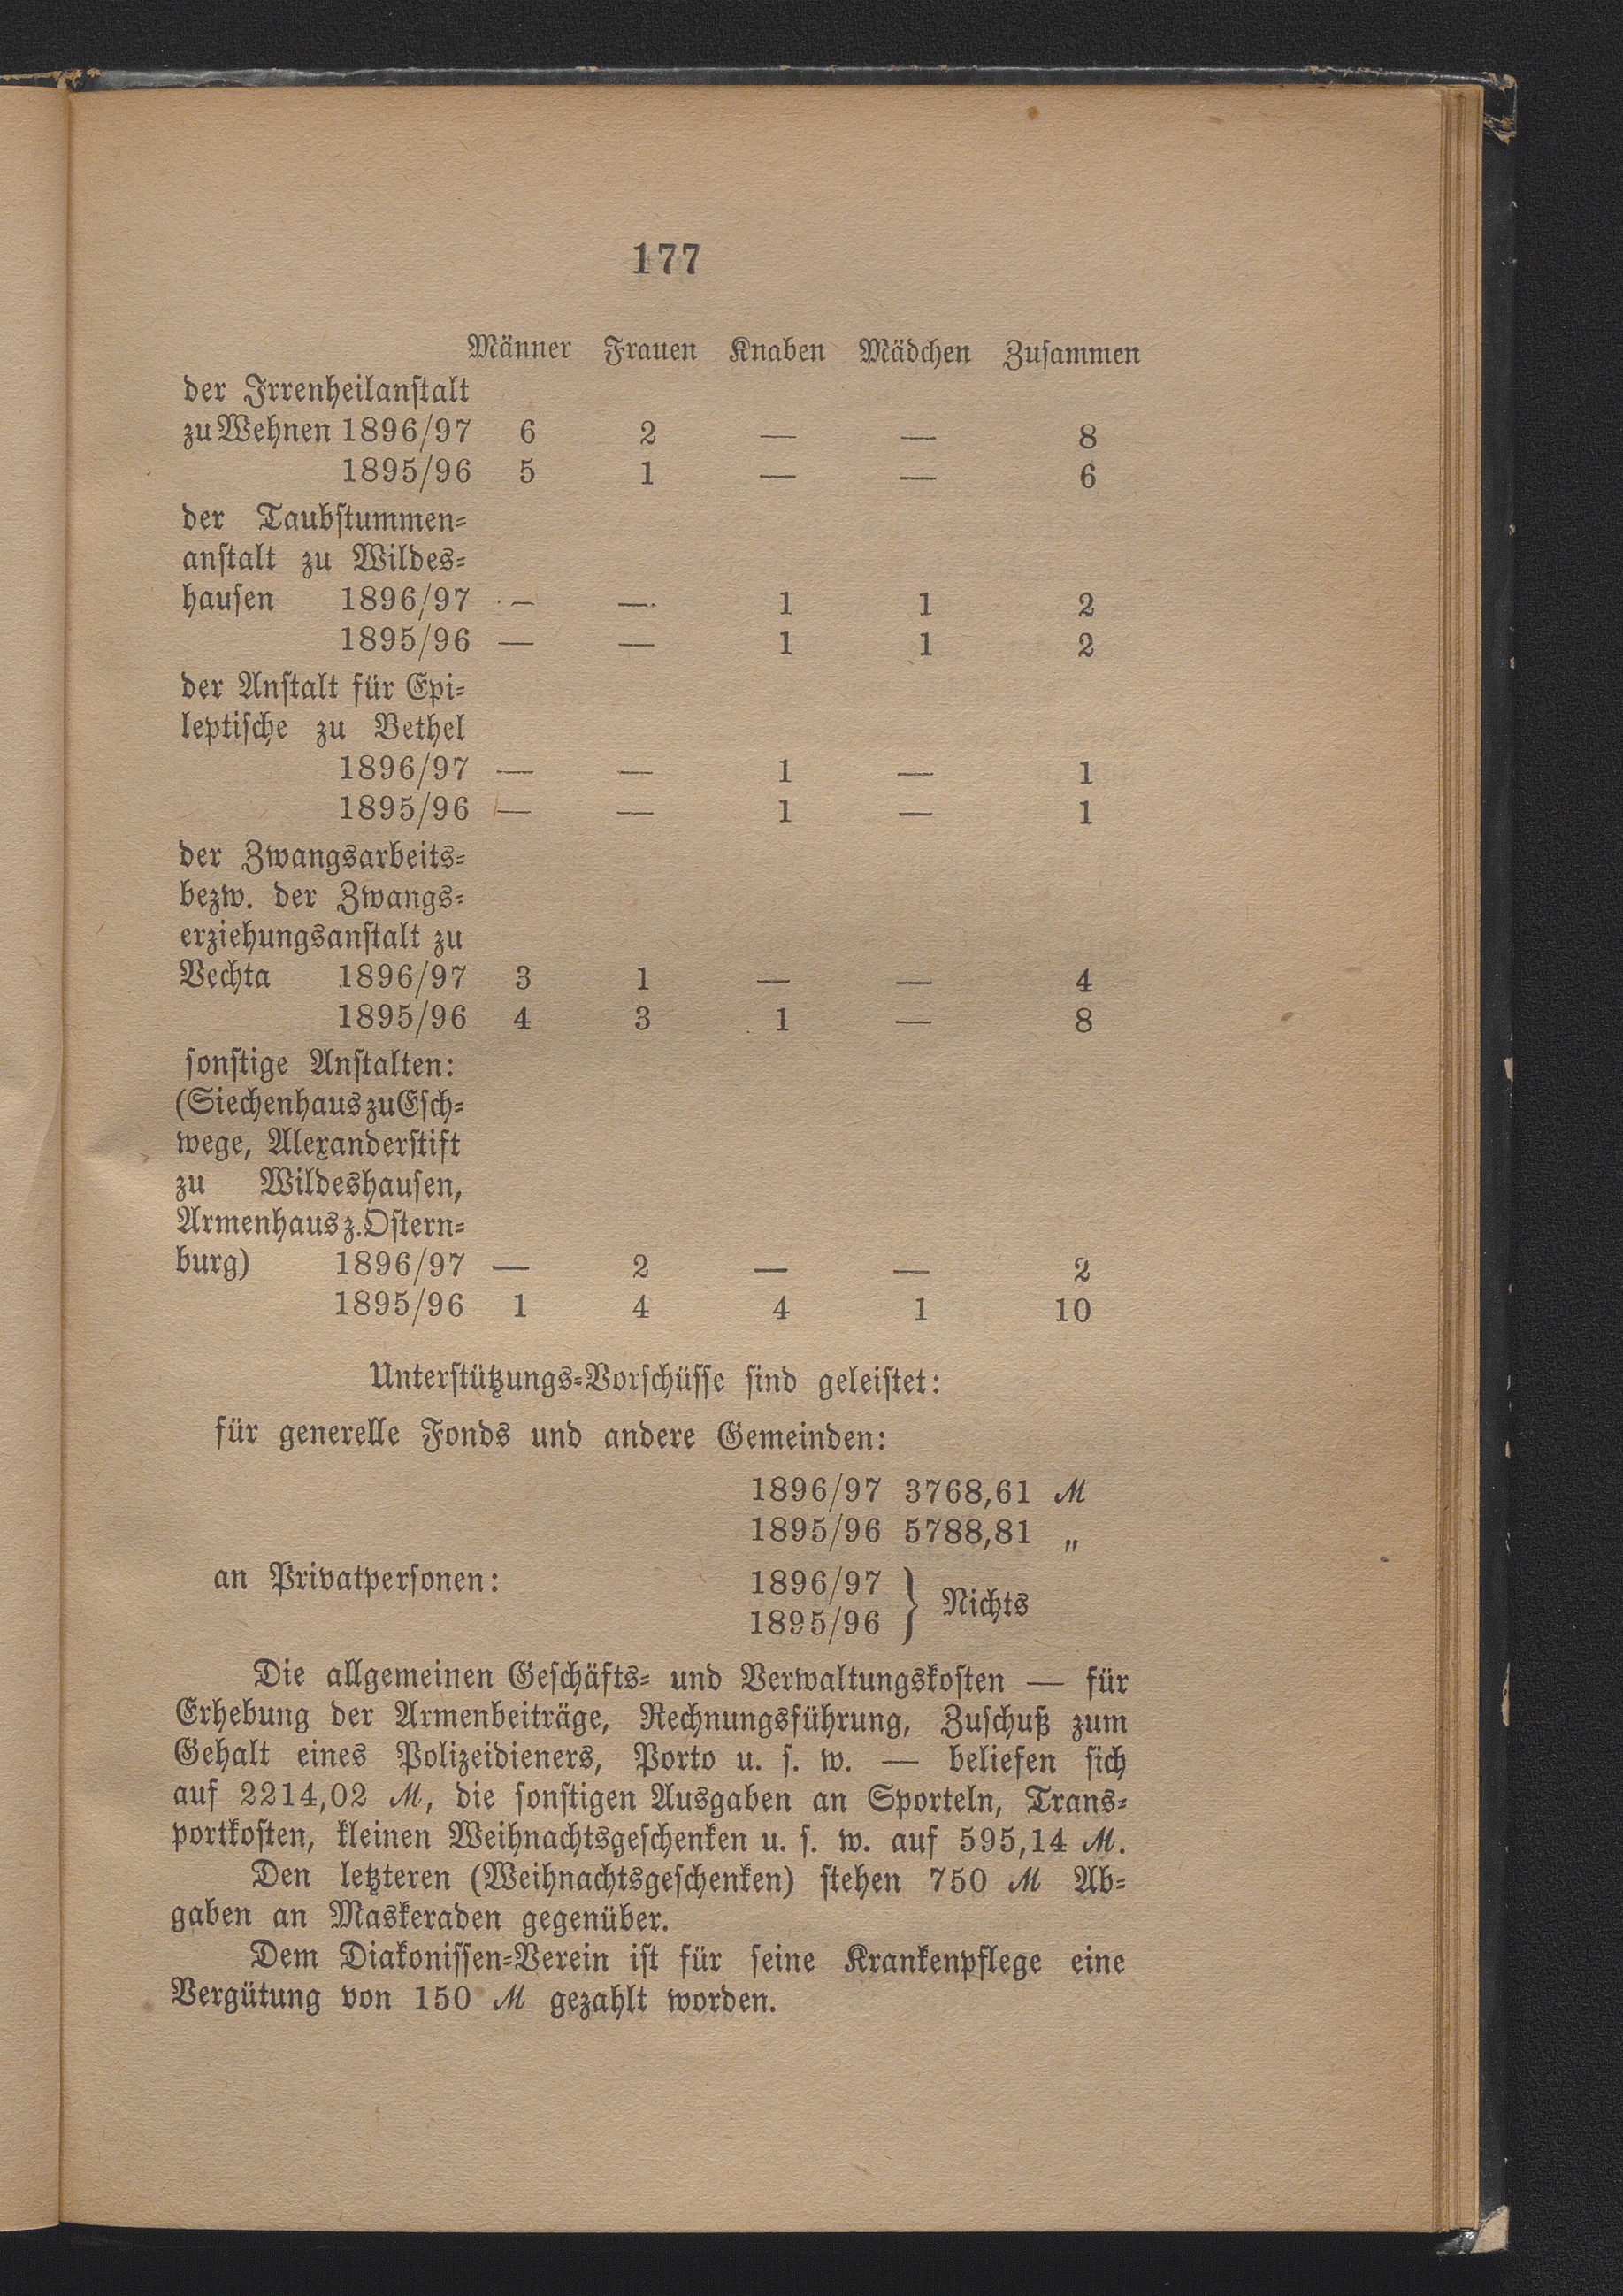 177
Männer Frauen Knaben Mädchen Zusammen
der Irrenheilanstalt
zu Wehnen 1896/97 6 2 — — 8
1895/96 5 1 — — 6
der Taubstummen-
anstalt zu Wildes-
hausen 1896/97 — — 1 1 2
1895/96 — — 1 1 2
der Anstalt für Epi-
leptische zu Bethel
1896/97 — — 1 — 1
1895/96 — — 1 — 1
der Zwangsarbeits-
bezw. der Zwangs-
erziehungsanstalt zu
Vechta 1896/97 3 1 — — 4
1895/96 4 3 1 — 8
sonstige Anstalten:
(Siechenhaus zu Esch-
wege, Alexanderstift
zu Wildeshausen,
Armenhaus z. Ostern-
burg) 1896/97 — 2 — — 2
1895/96 1 4 4 1 10
Unterstützungs-Vorschüsse sind geleistet:
für generelle Fonds und andere Gemeinden:
1896/97 3768,61 M
1895/96 5788,81 „
an Privatpersonen: 1896/97 } Nichts
1895/96
Die allgemeinen Geschäfts- und Verwaltungskosten — für
Erhebung der Armenbeiträge, Rechnungsführung, Zuschuß zum
Gehalt eines Polizeidieners, Porto u. s. w. — beliefen sich
auf 2214,02 M, die sonstigen Ausgaben an Sporteln, Trans-
portkosten, kleinen Weihnachtsgeschenken u. s. w. auf 595,14 M.
Den letzteren (Weihnachtsgeschenken) stehen 750 M Ab-
gaben an Maskeraden gegenüber.
Dem Diakonissen-Verein ist für seine Krankenpflege eine
Vergütung von 150 M gezahlt worden.